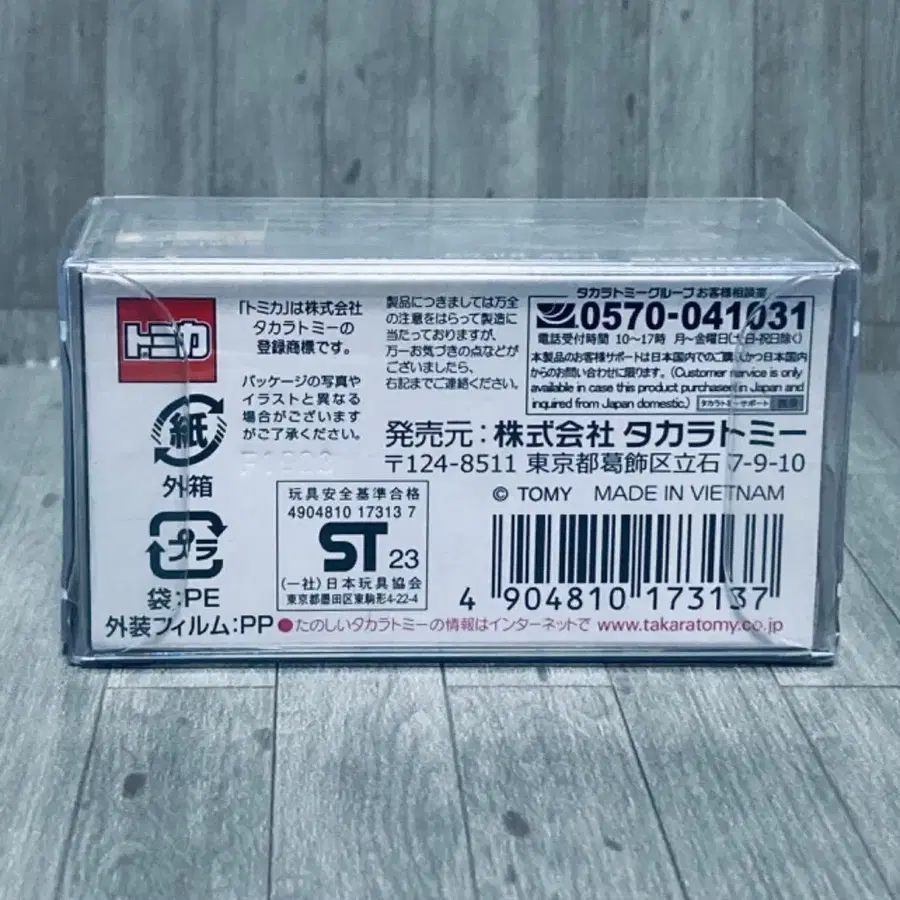 トミカ
「トミカ」は株式会社
タカラトミーの
登録商標です。
パッケージの写真や
イラストと異なる
場合がございます
がご了承ください。
製品につきましては万全
の注意をはらって製造に
当たっておりますが、
万一お気づきの点などが
ございましたら、
右記までご連絡ください。
タカラトミーグループ お客様相談室
0570-041031
電話受付時間 10〜17時 月〜金曜日(土・日・祝日除く)
本製品のお客様サポートは日本国内でのご購入かつ日本国内
からのお問い合わせに限ります。(Customer service is only
available in case this product purchased in Japan and
inquired from Japan domestic.)
タカラトミーサポート 検索
発売元：株式会社 タカラトミー
〒124-8511 東京都葛飾区立石 7-9-10
© TOMY MADE IN VIETNAM
紙
外箱
プラ
袋:PE
外装フィルム:PP
玩具安全基準合格
4904810 17313 7
ST 23
(一社)日本玩具協会
東京都墨田区東駒形4-22-4
4 904810 173137
●たのしいタカラトミーの情報はインターネットで www.takaratomy.co.jp